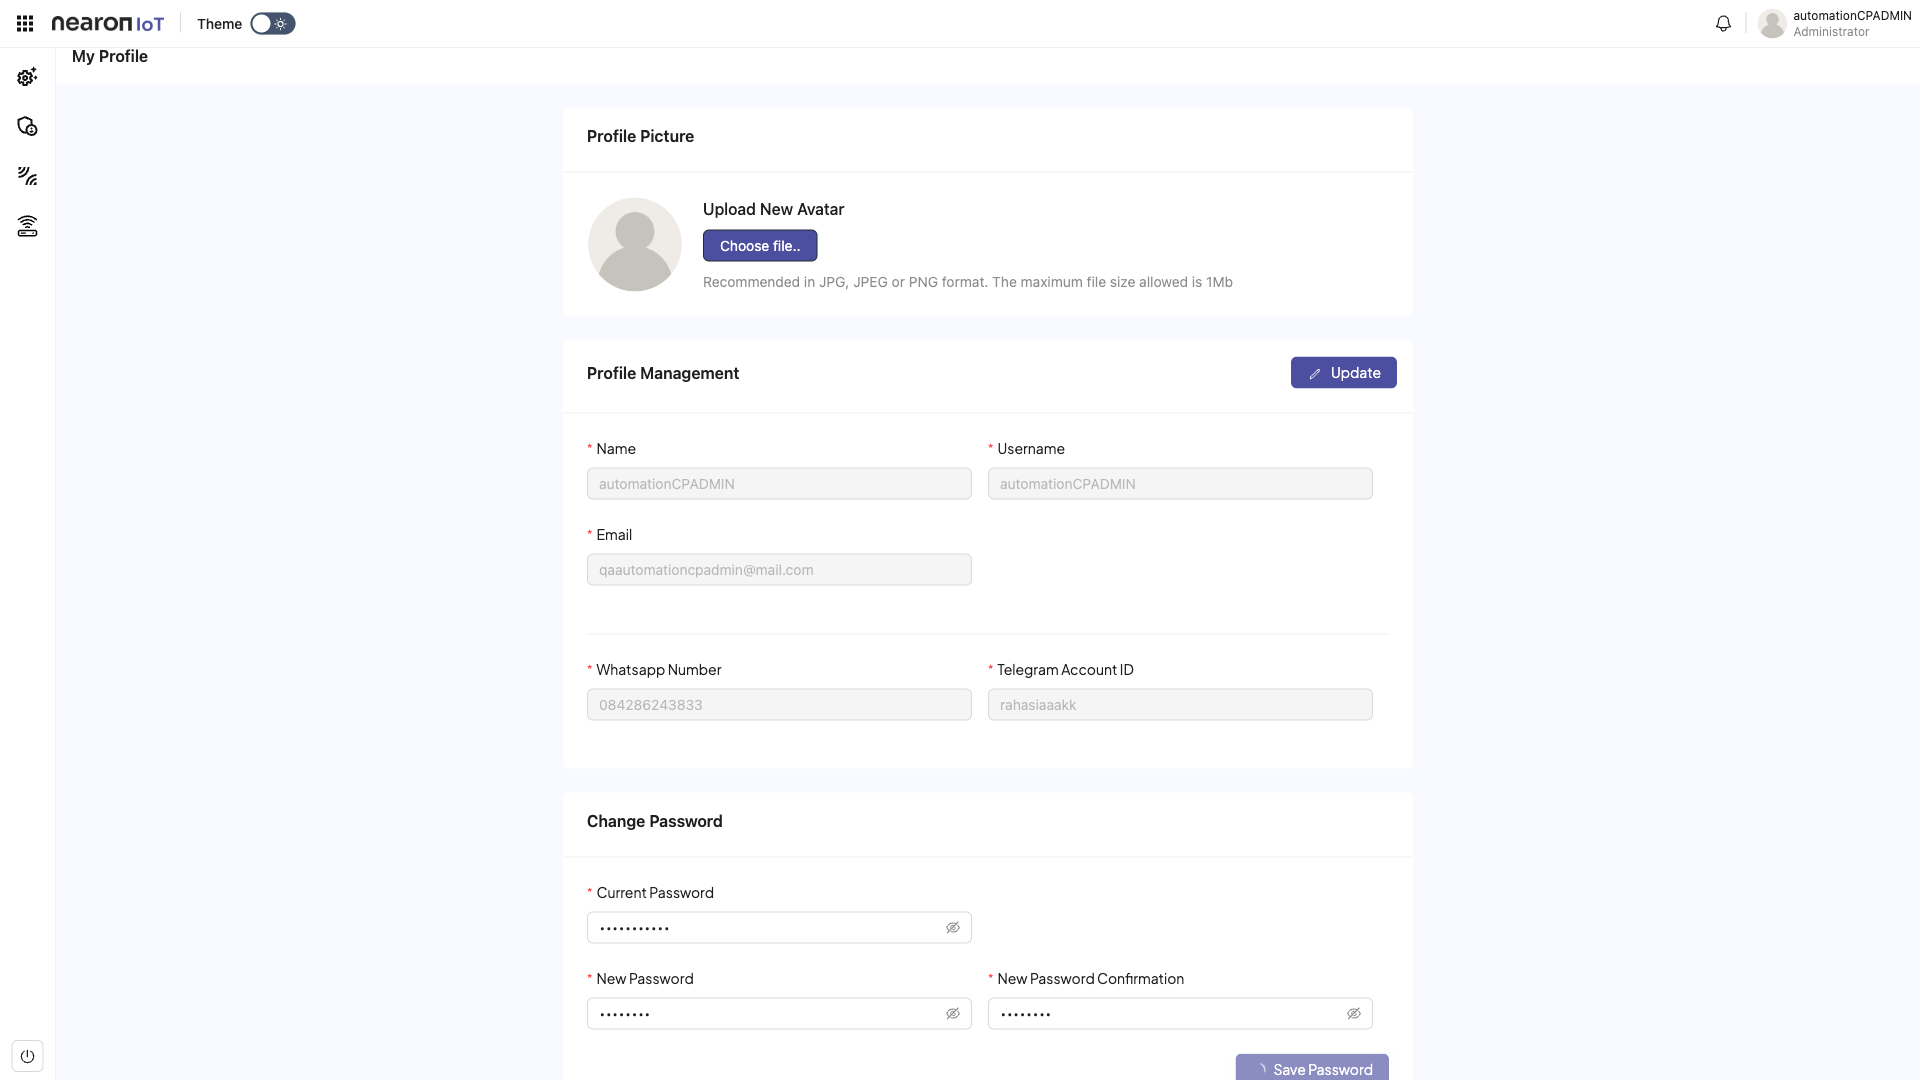 nearon IoT
Theme
automationCPADMIN
Administrator
My Profile
Profile Picture
Upload New Avatar
Choose file..
Recommended in JPG, JPEG or PNG format. The maximum file size allowed is 1Mb
Profile Management
Update
* Name
* Username
automationCPADMIN
automationCPADMIN
* Email
qaautomationcpadmin@mail.com
* Whatsapp Number
* Telegram Account ID
084286243833
rahasiaaakk
Change Password
* Current Password
•••••••••••
* New Password
* New Password Confirmation
••••••••
••••••••
Save Password